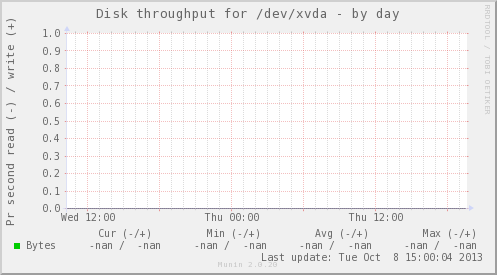 Disk throughput for /dev/xvda - by day
RRDTOOL / TOBI OETIKER
Pr second read (-) / write (+)
1.0
0.9
0.8
0.7
0.6
0.5
0.4
0.3
0.2
0.1
0.0
Wed 12:00 Thu 00:00 Thu 12:00
Cur (-/+) Min (-/+) Avg (-/+) Max (-/+)
Bytes -nan / -nan -nan / -nan -nan / -nan -nan / -nan
Last update: Tue Oct 8 15:00:04 2013
Munin 2.0.20